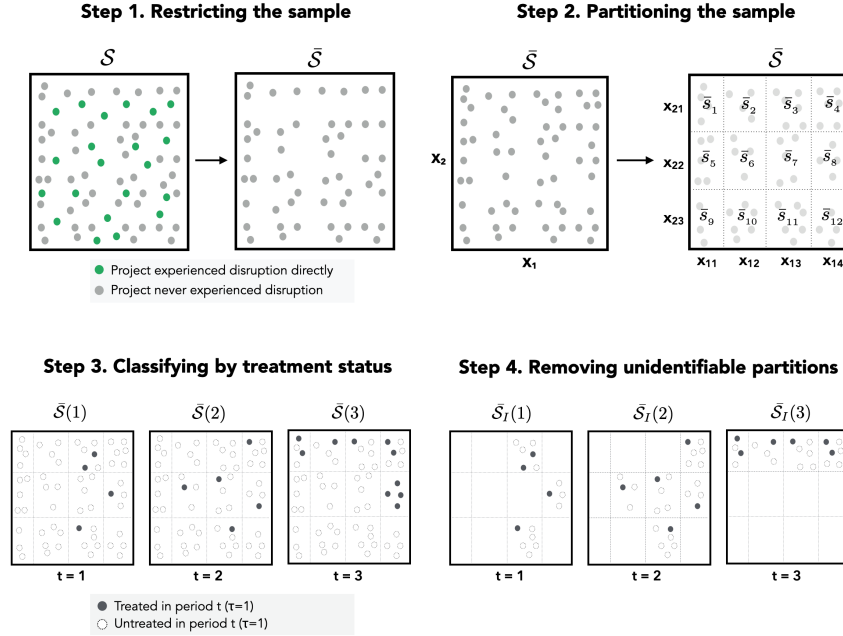 Step 1. Restricting the sample
Step 2. Partitioning the sample
𝒮
S̄
S̄
S̄
x₂₁
s̄₁
s̄₂
s̄₃
s̄₄
x₂
x₂₂
s̄₅
s̄₆
s̄₇
s̄₈
x₂₃
s̄₉
s̄₁₀
s̄₁₁
s̄₁₂
x₁
x₁₁
x₁₂
x₁₃
x₁₄
Project experienced disruption directly
Project never experienced disruption
Step 3. Classifying by treatment status
Step 4. Removing unidentifiable partitions
S̄(1)
S̄(2)
S̄(3)
S̄_I(1)
S̄_I(2)
S̄_I(3)
t = 1
t = 2
t = 3
t = 1
t = 2
t = 3
Treated in period t (τ=1)
Untreated in period t (τ=1)